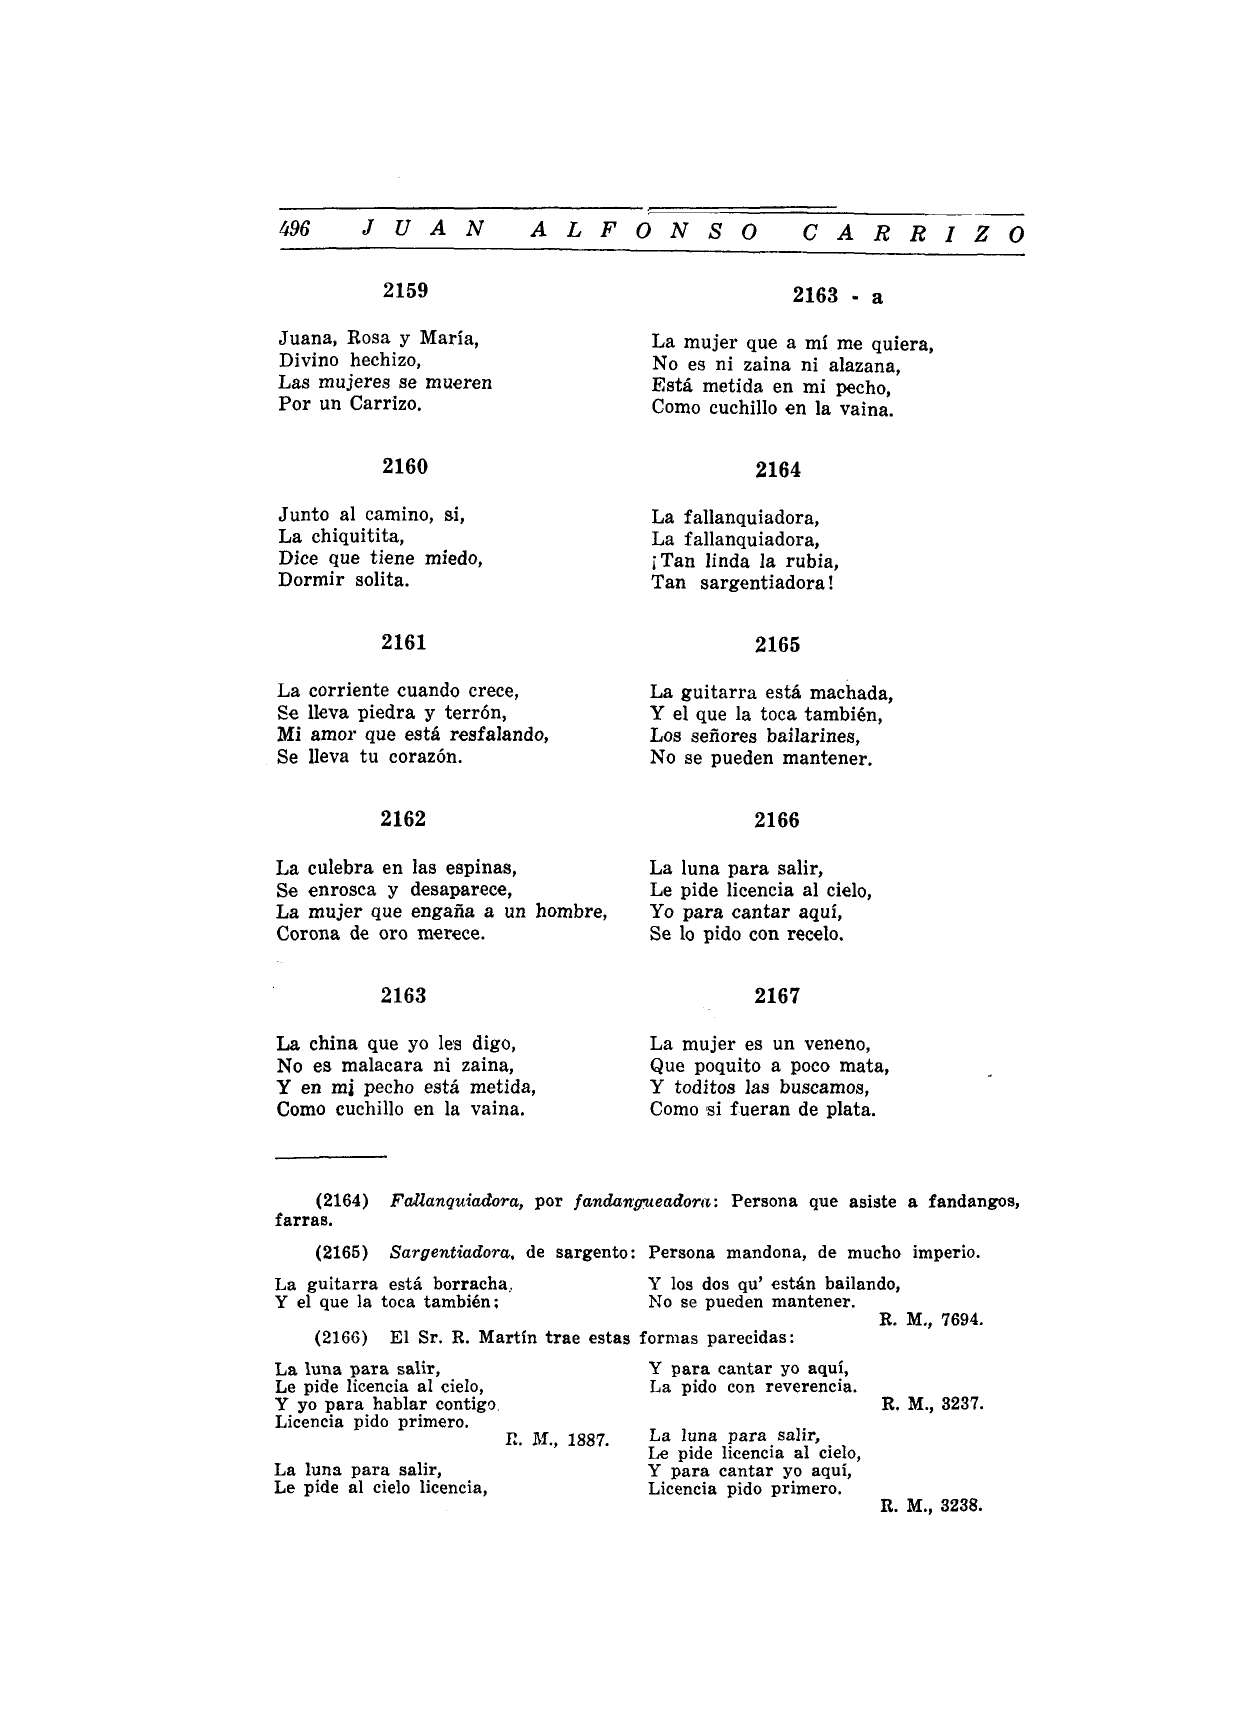 496 JUAN ALFONSO CARRIZO
2159
Juana, Rosa y María,
Divino hechizo,
Las mujeres se mueren
Por un Carrizo.
2160
Junto al camino, si,
La chiquitita,
Dice que tiene miedo,
Dormir solita.
2161
La corriente cuando crece,
Se lleva piedra y terrón,
Mi amor que está resfalando,
Se lleva tu corazón.
2162
La culebra en las espinas,
Se enrosca y desaparece,
La mujer que engaña a un hombre,
Corona de oro merece.
2163
La china que yo les digo,
No es malacara ni zaina,
Y en mi pecho está metida,
Como cuchillo en la vaina.
2163 - a
La mujer que a mí me quiera,
No es ni zaina ni alazana,
Está metida en mi pecho,
Como cuchillo en la vaina.
2164
La fallanquiadora,
La fallanquiadora,
¡Tan linda la rubia,
Tan sargentiadora!
2165
La guitarra está machada,
Y el que la toca también,
Los señores bailarines,
No se pueden mantener.
2166
La luna para salir,
Le pide licencia al cielo,
Yo para cantar aquí,
Se lo pido con recelo.
2167
La mujer es un veneno,
Que poquito a poco mata,
Y toditos las buscamos,
Como si fueran de plata.
(2164) Fallanquiadora, por fandangueadora: Persona que asiste a fandangos,
farras.
(2165) Sargentiadora, de sargento: Persona mandona, de mucho imperio.
La guitarra está borracha,
Y el que la toca también;
Y los dos qu' están bailando,
No se pueden mantener.
R. M., 7694.
(2166) El Sr. R. Martín trae estas formas parecidas:
La luna para salir,
Le pide licencia al cielo,
Y yo para hablar contigo
Licencia pido primero.
R. M., 1887.
La luna para salir,
Le pide al cielo licencia,
Y para cantar yo aquí,
La pido con reverencia.
R. M., 3237.
La luna para salir,
Le pide licencia al cielo,
Y para cantar yo aquí,
Licencia pido primero.
R. M., 3238.